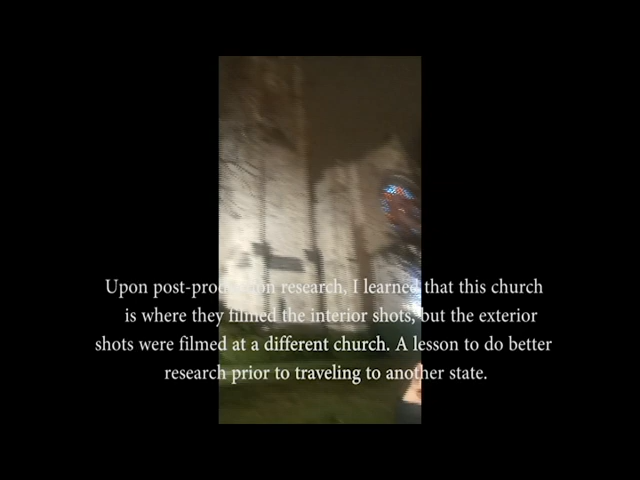 Upon post-production research, I learned that this church
is where they filmed the interior shots, but the exterior
shots were filmed at a different church. A lesson to do better
research prior to traveling to another state.